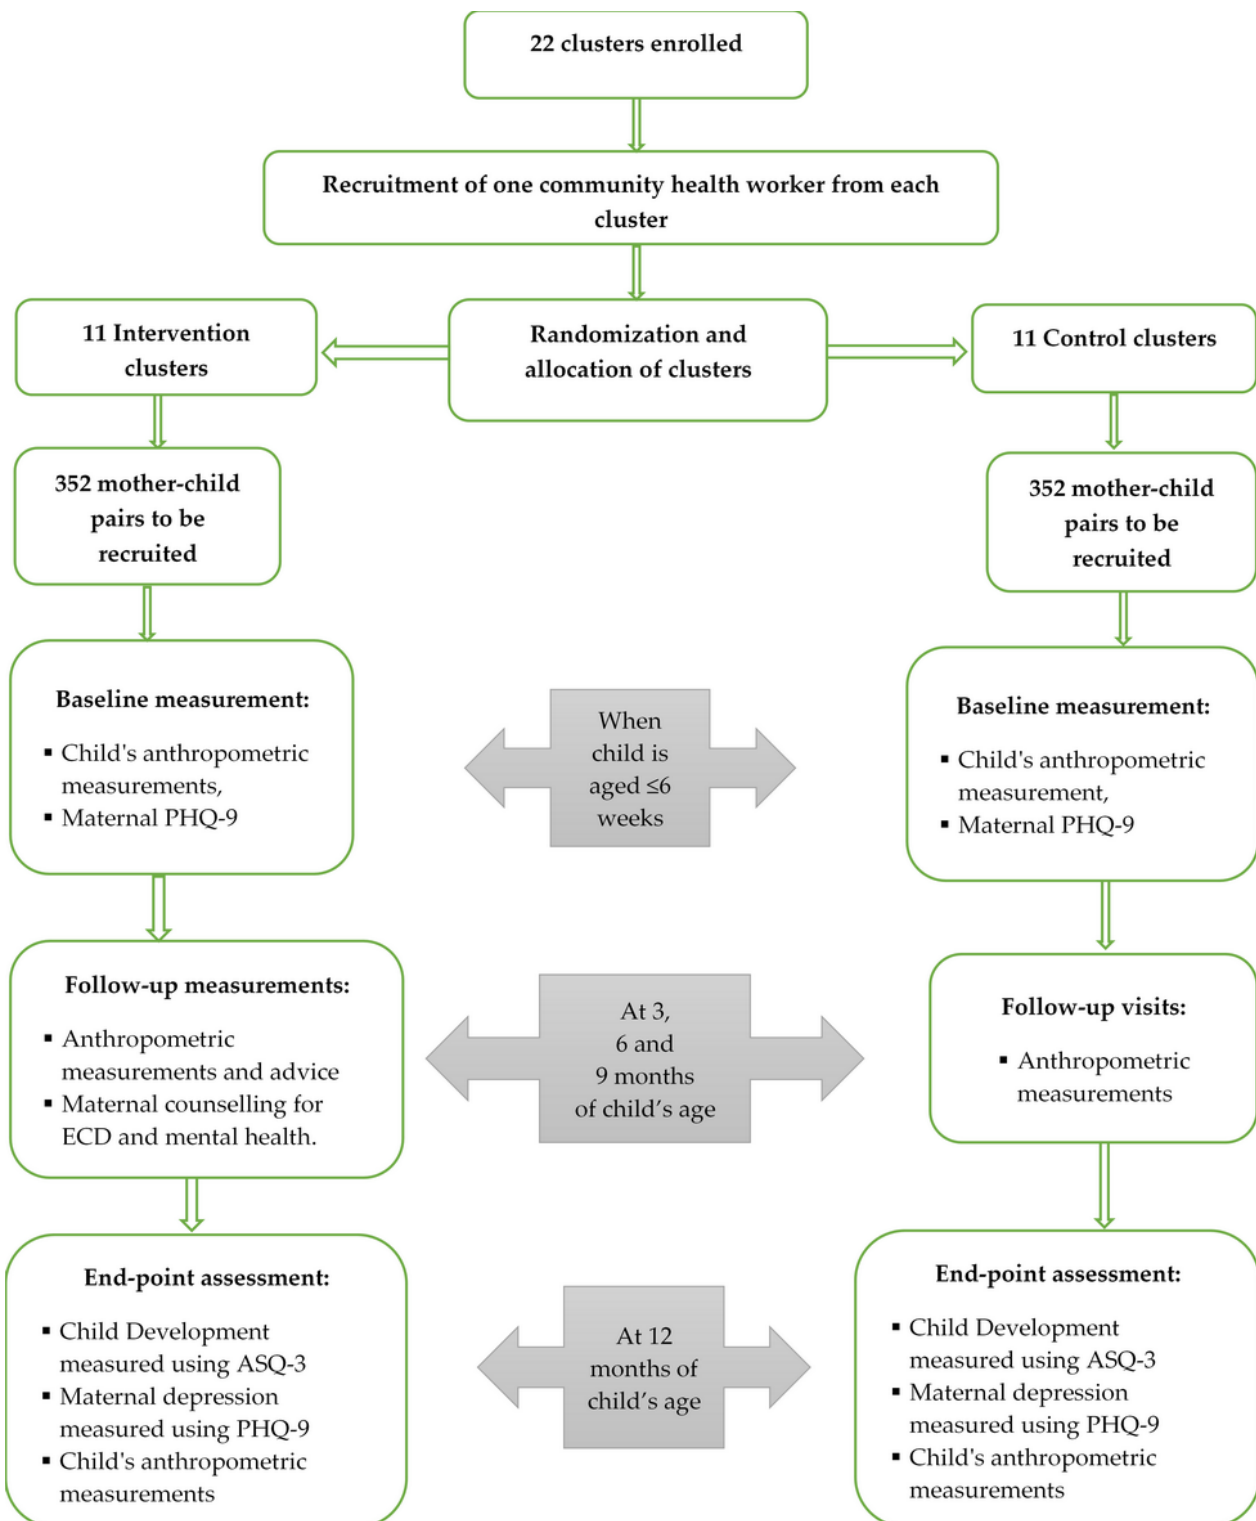 22 clusters enrolled
Recruitment of one community health worker from each
cluster
11 Intervention
clusters
Randomization and
allocation of clusters
11 Control clusters
352 mother-child
pairs to be
recruited
352 mother-child
pairs to be
recruited
Baseline measurement:
▪ Child's anthropometric
measurements,
▪ Maternal PHQ-9
When
child is
aged ≤6
weeks
Baseline measurement:
▪ Child's anthropometric
measurement,
▪ Maternal PHQ-9
Follow-up measurements:
▪ Anthropometric
measurements and advice
▪ Maternal counselling for
ECD and mental health.
At 3,
6 and
9 months
of child’s age
Follow-up visits:
▪ Anthropometric
measurements
End-point assessment:
▪ Child Development
measured using ASQ-3
▪ Maternal depression
measured using PHQ-9
▪ Child's anthropometric
measurements
At 12
months of
child’s age
End-point assessment:
▪ Child Development
measured using ASQ-3
▪ Maternal depression
measured using PHQ-9
▪ Child's anthropometric
measurements